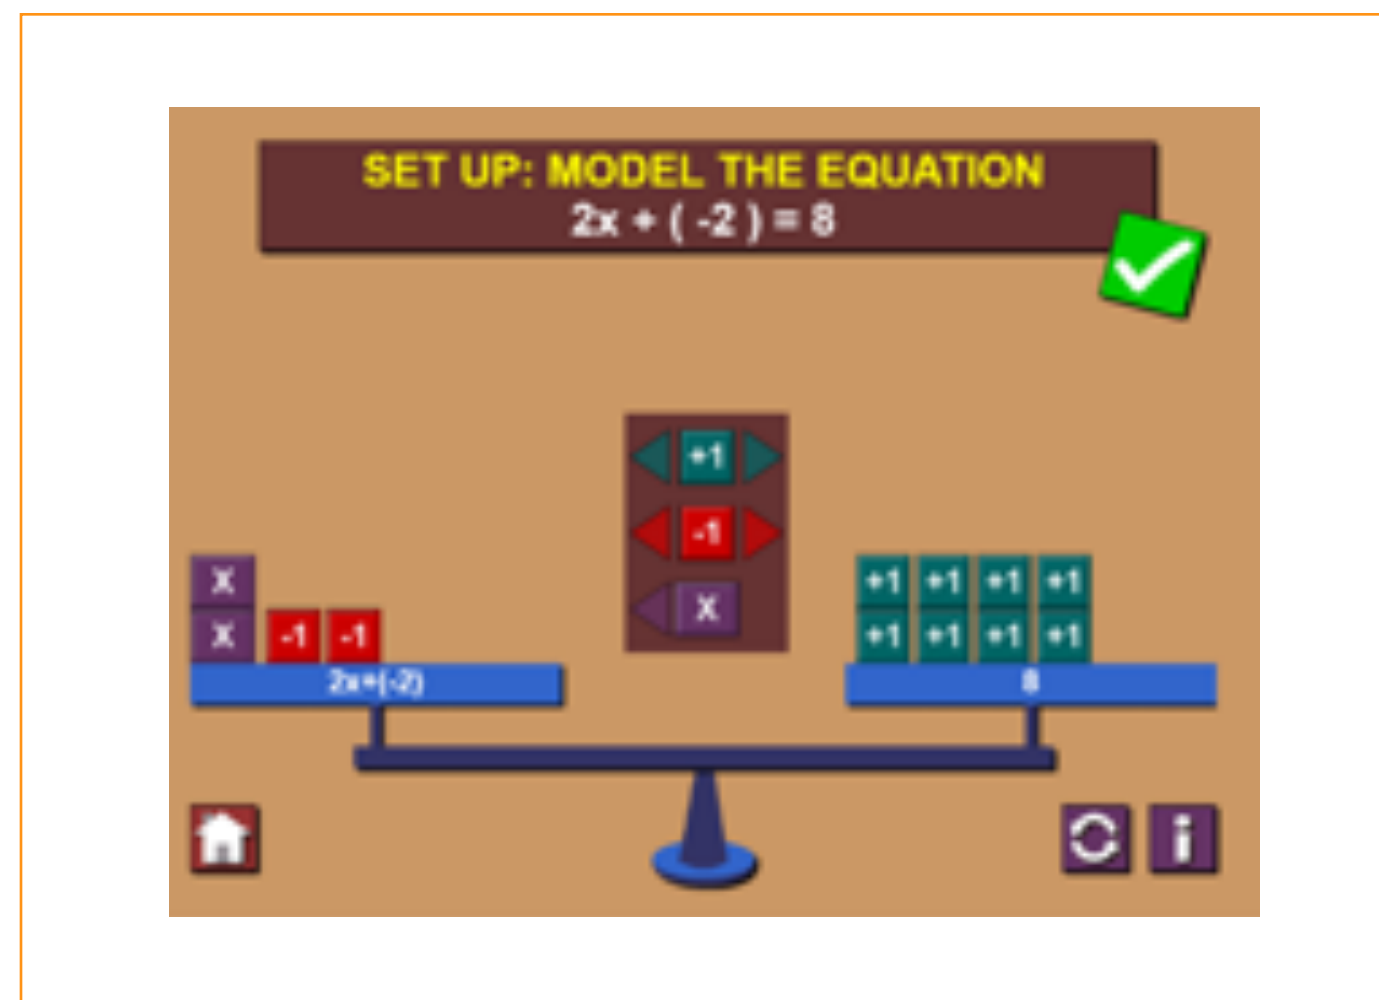 SET UP: MODEL THE EQUATION
2x + ( -2 ) = 8
+1
-1
X
X
+1 +1 +1 +1
X -1 -1
+1 +1 +1 +1
2x+(-2)
8
i